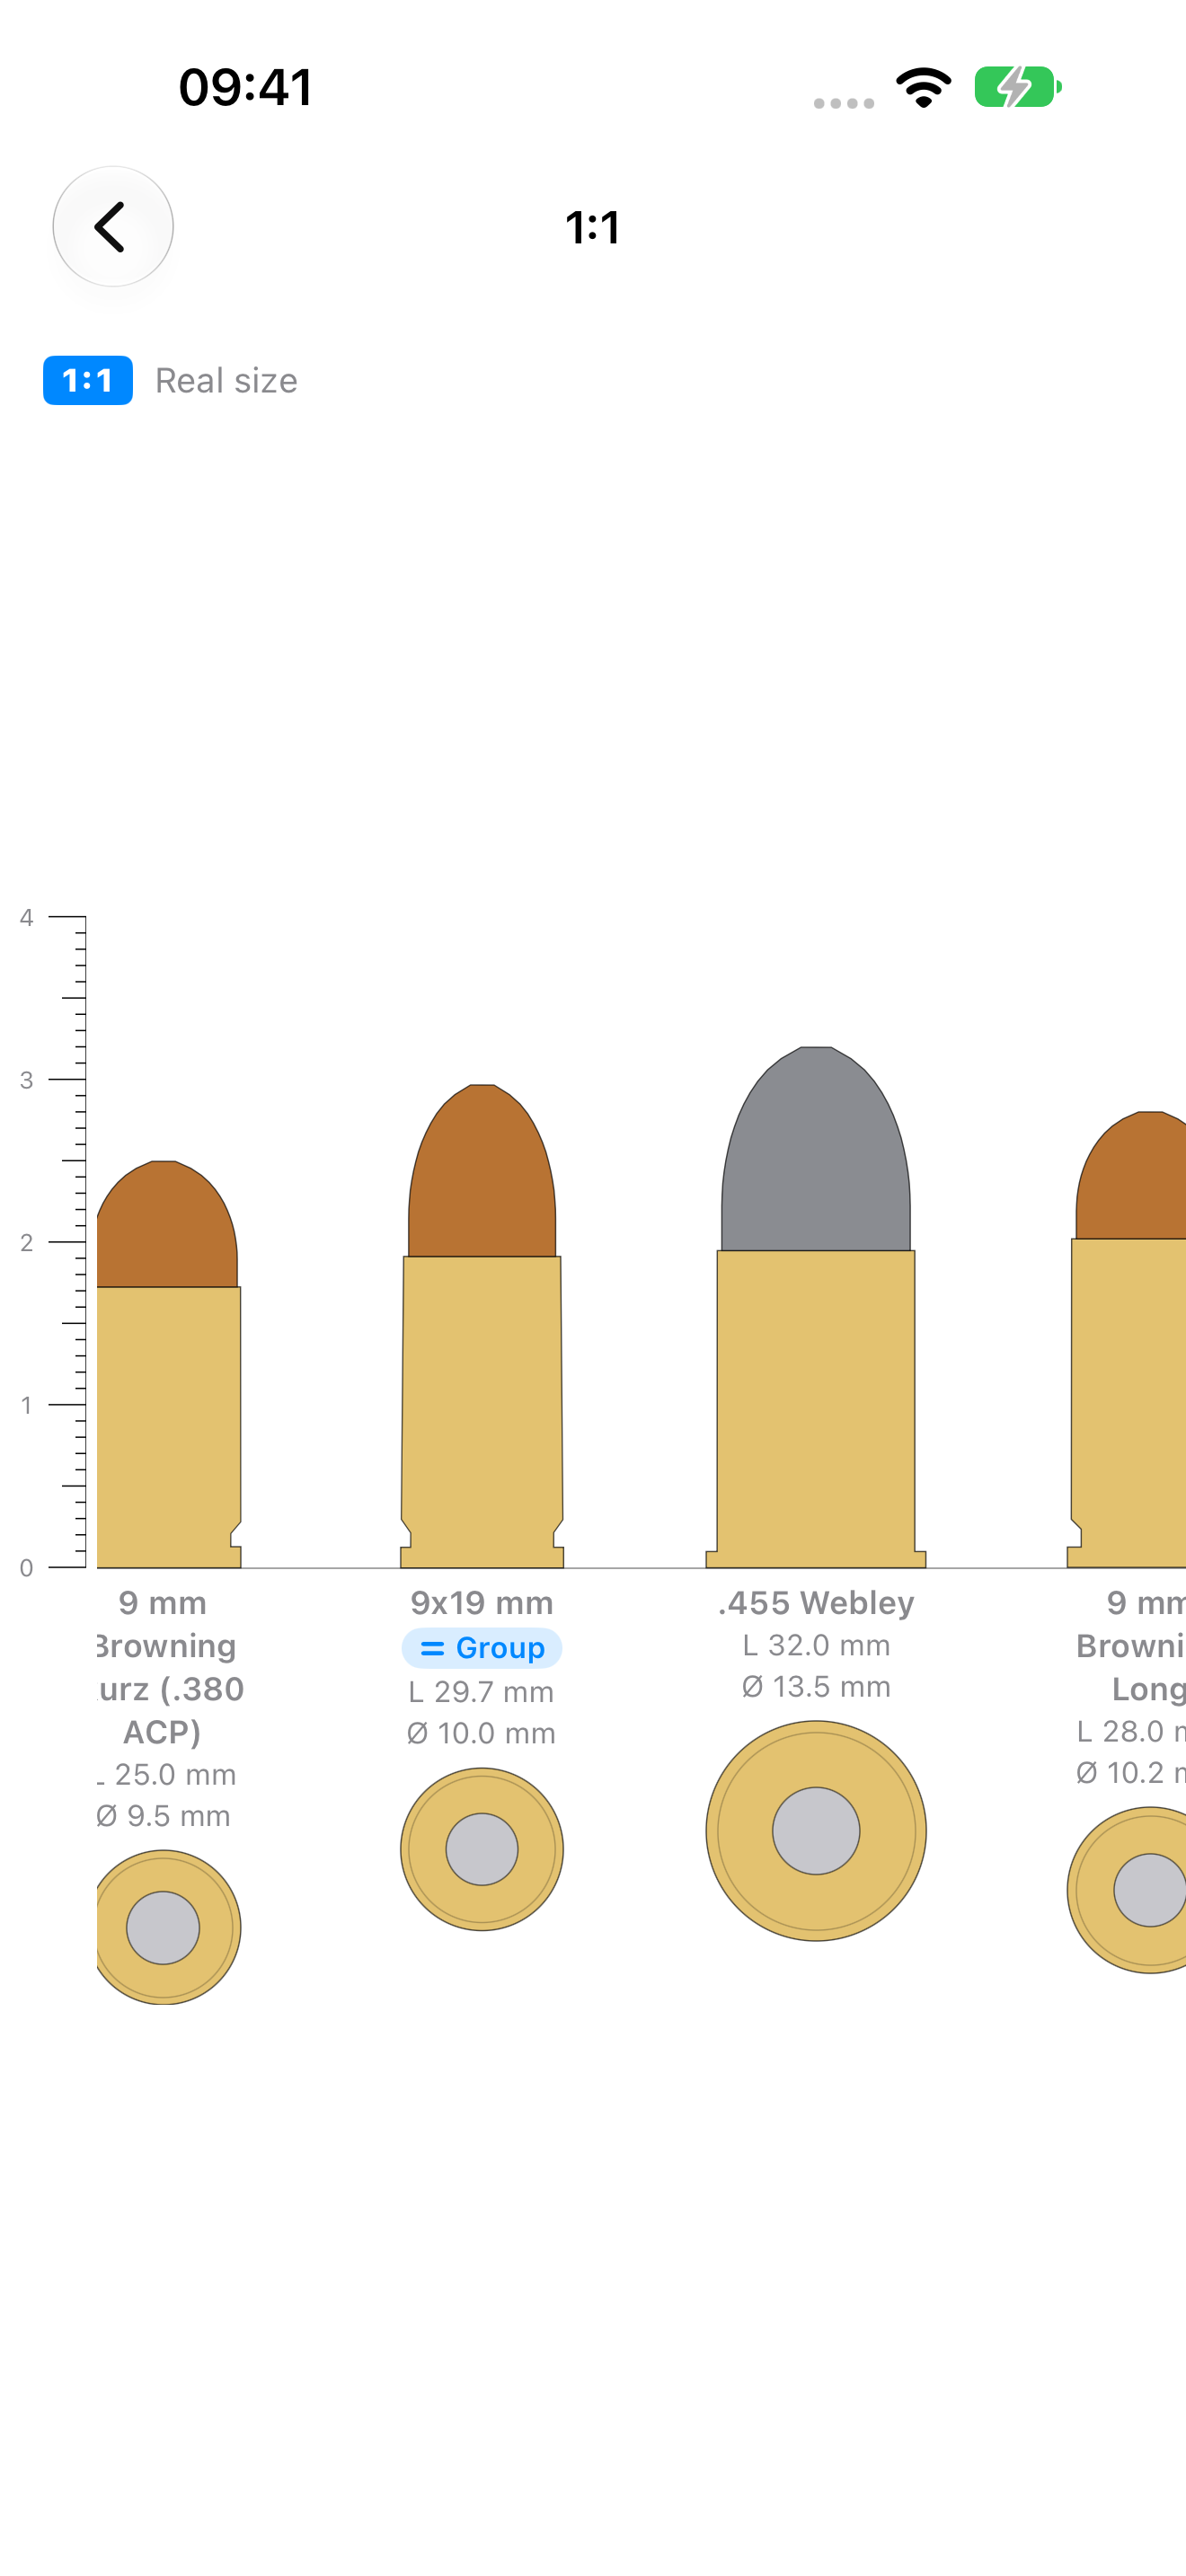 09:41
1:1
1:1 Real size
4
3
2
1
0
9 mm
Browning
urz (.380
ACP)
L 25.0 mm
Ø 9.5 mm
9x19 mm
= Group
L 29.7 mm
Ø 10.0 mm
.455 Webley
L 32.0 mm
Ø 13.5 mm
9 mm
Browni
Long
L 28.0 m
Ø 10.2 m